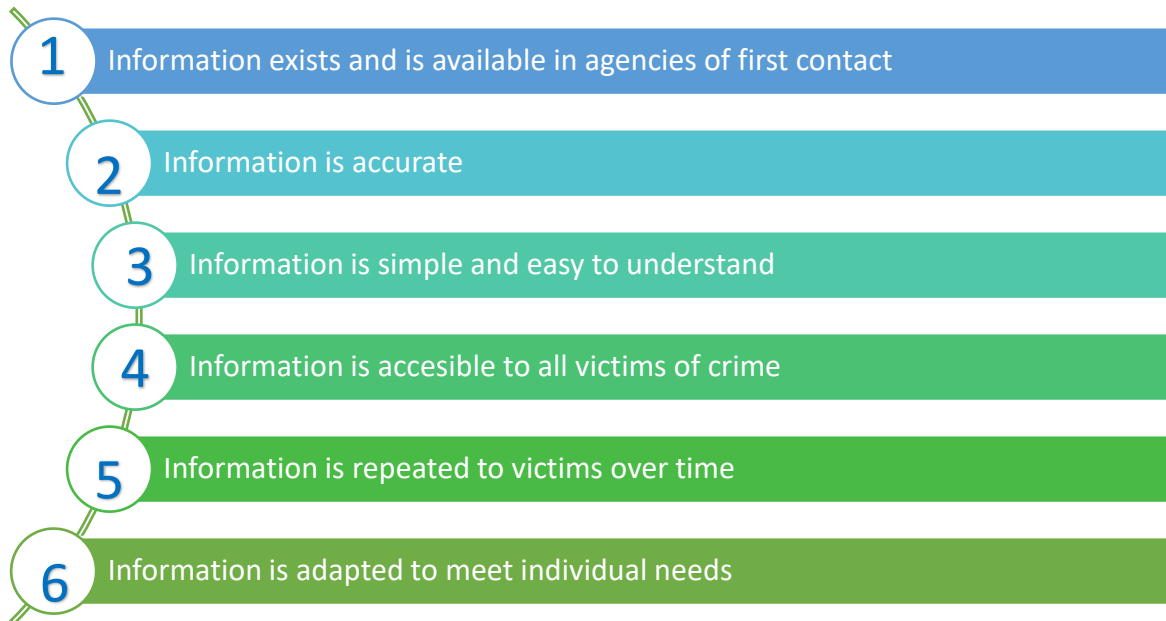 1 Information exists and is available in agencies of first contact
2 Information is accurate
3 Information is simple and easy to understand
4 Information is accesible to all victims of crime
5 Information is repeated to victims over time
6 Information is adapted to meet individual needs